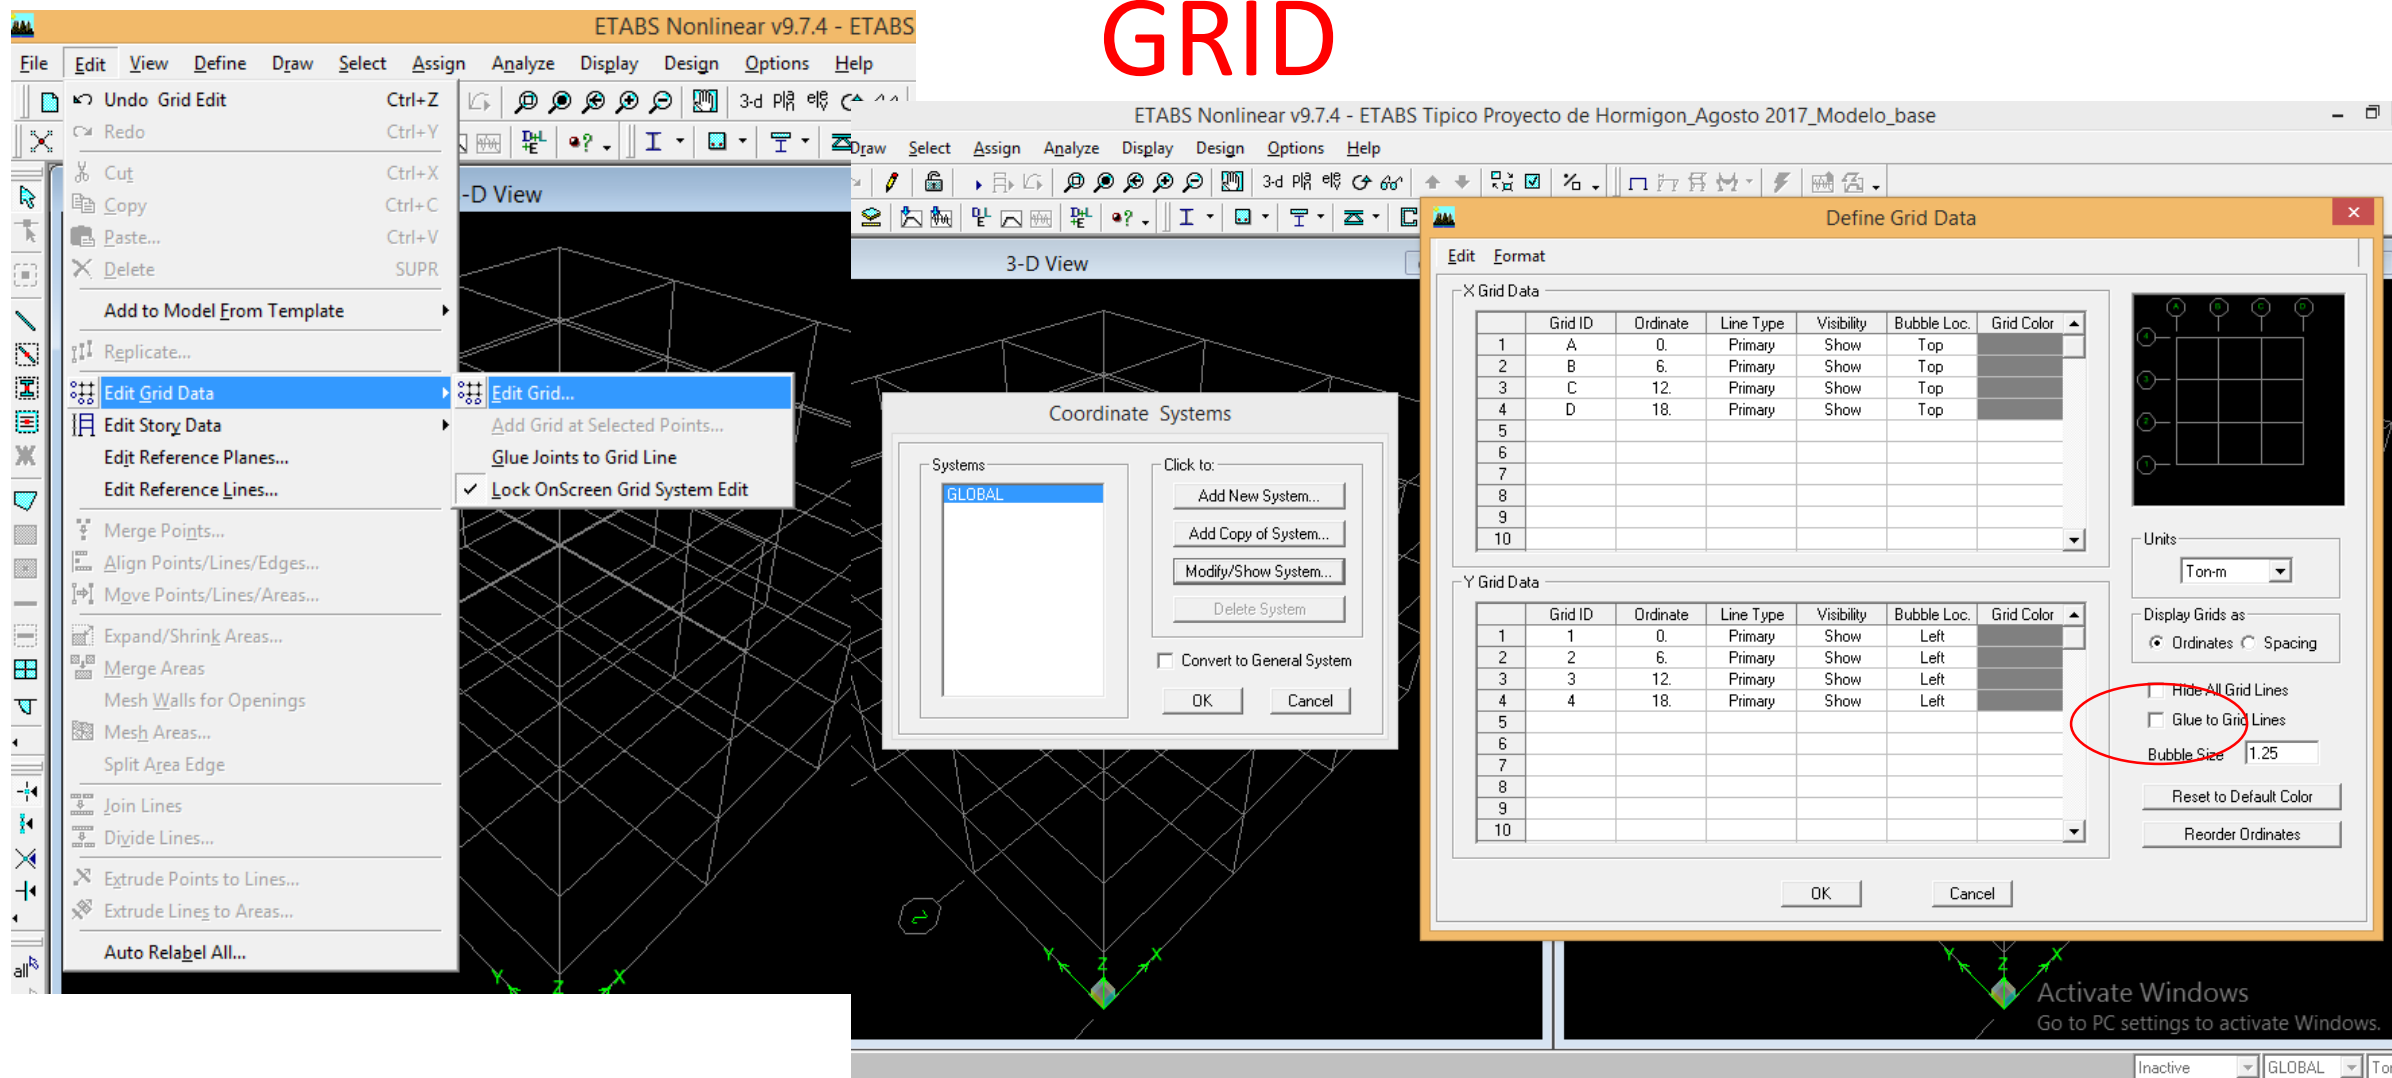 GRID
ETABS Nonlinear v9.7.4 - ETABS
File Edit View Define Draw Select Assign Analyze Display Design Options Help
Undo Grid Edit Ctrl+Z
Redo Ctrl+Y
Cut Ctrl+X
Copy Ctrl+C
Paste... Ctrl+V
Delete SUPR
Add to Model From Template
Replicate...
Edit Grid Data
Edit Story Data
Edit Reference Planes...
Edit Reference Lines...
Merge Points...
Align Points/Lines/Edges...
Move Points/Lines/Areas...
Expand/Shrink Areas...
Merge Areas
Mesh Walls for Openings
Mesh Areas...
Split Area Edge
Join Lines
Divide Lines...
Extrude Points to Lines...
Extrude Lines to Areas...
Auto Relabel All...
all
3-d
-D View
Edit Grid...
Add Grid at Selected Points...
Glue Joints to Grid Line
Lock OnScreen Grid System Edit
Y Z X
ETABS Nonlinear v9.7.4 - ETABS Tipico Proyecto de Hormigon_Agosto 2017_Modelo_base
Draw Select Assign Analyze Display Design Options Help
3-d
3-D View
Coordinate Systems
Systems
GLOBAL
Click to:
Add New System...
Add Copy of System...
Modify/Show System...
Delete System
Convert to General System
OK Cancel
2
Y Z X
Define Grid Data
Edit Format
X Grid Data
Grid ID Ordinate Line Type Visibility Bubble Loc. Grid Color
1 A 0. Primary Show Top
2 B 6. Primary Show Top
3 C 12. Primary Show Top
4 D 18. Primary Show Top
5
6
7
8
9
10
Y Grid Data
Grid ID Ordinate Line Type Visibility Bubble Loc. Grid Color
1 1 0. Primary Show Left
2 2 6. Primary Show Left
3 3 12. Primary Show Left
4 4 18. Primary Show Left
5
6
7
8
9
10
A B C D
4
3
2
1
Units
Ton-m
Display Grids as
Ordinates Spacing
Hide All Grid Lines
Glue to Grid Lines
Bubble Size 1.25
Reset to Default Color
Reorder Ordinates
OK Cancel
Y Z X
Activate Windows
Go to PC settings to activate Windows.
Inactive GLOBAL